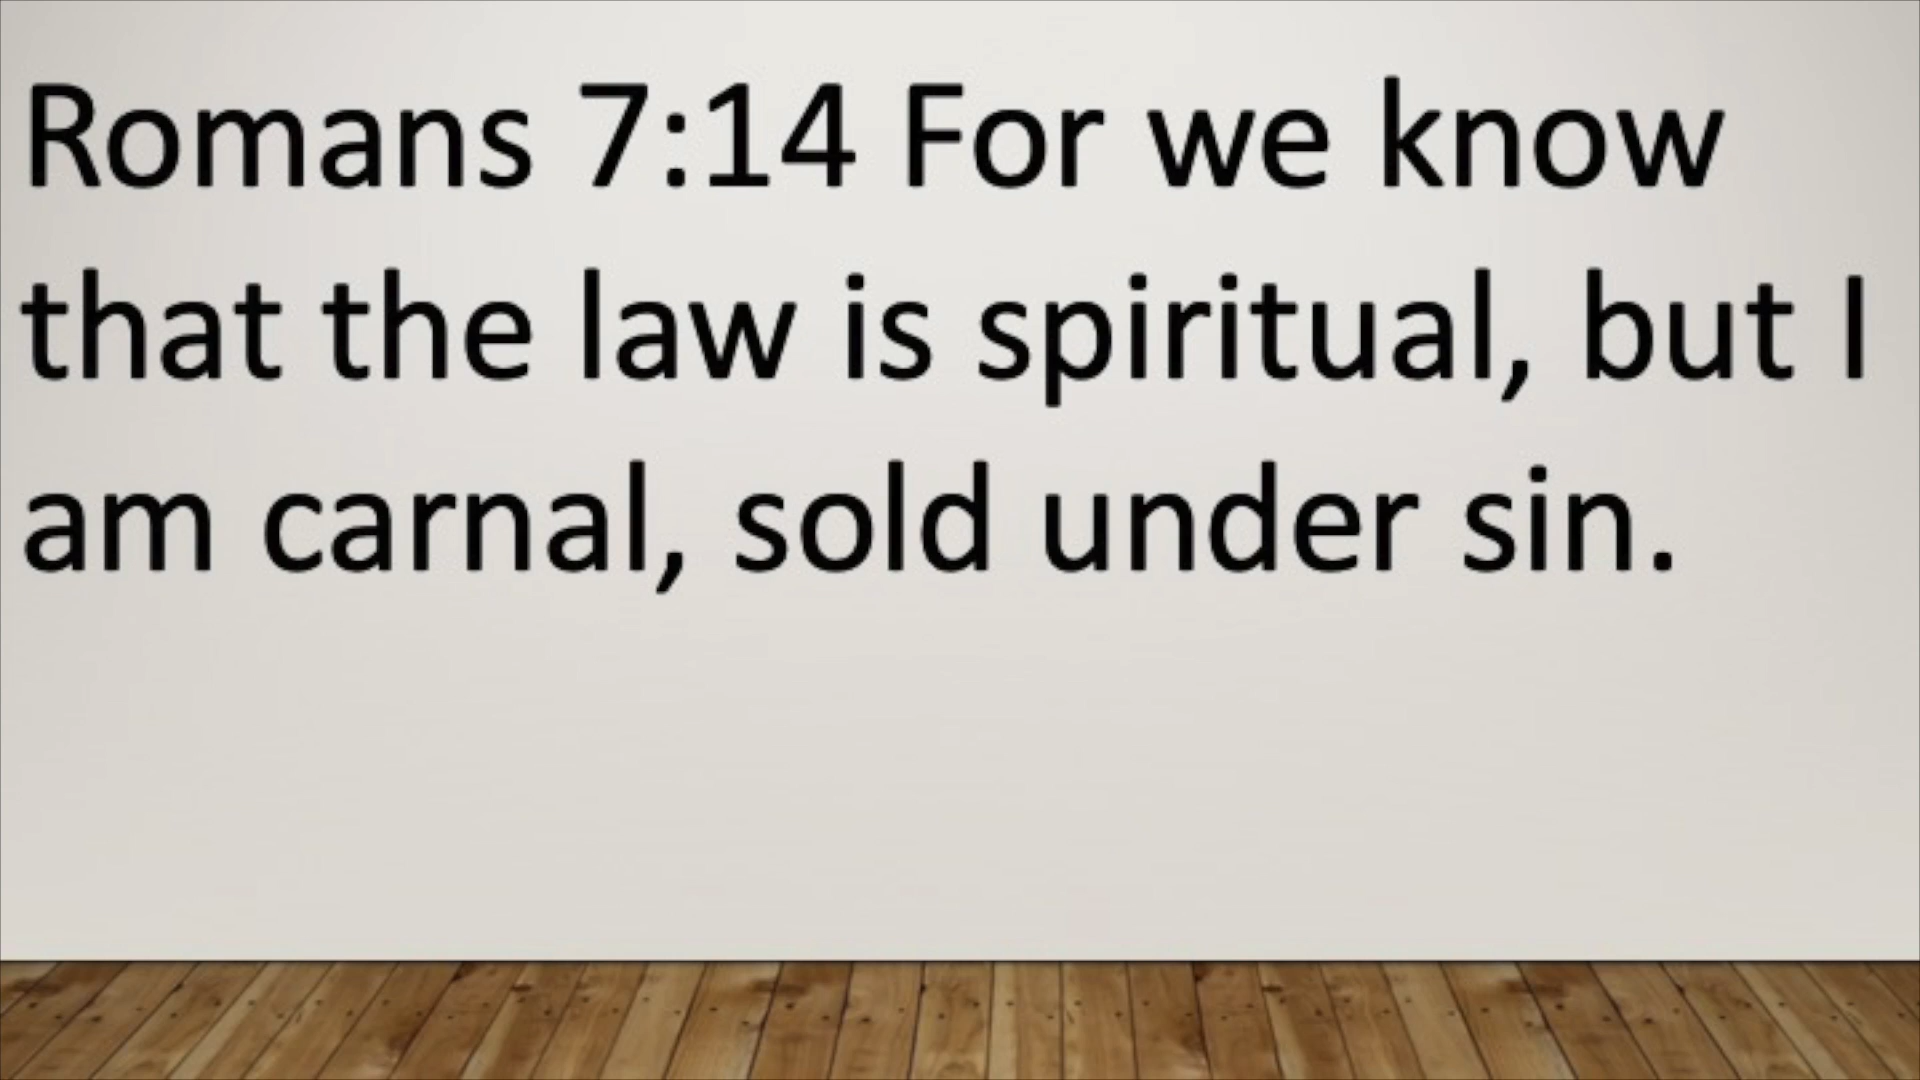 Romans 7:14 For we know
that the law is spiritual, but I
am carnal, sold under sin.